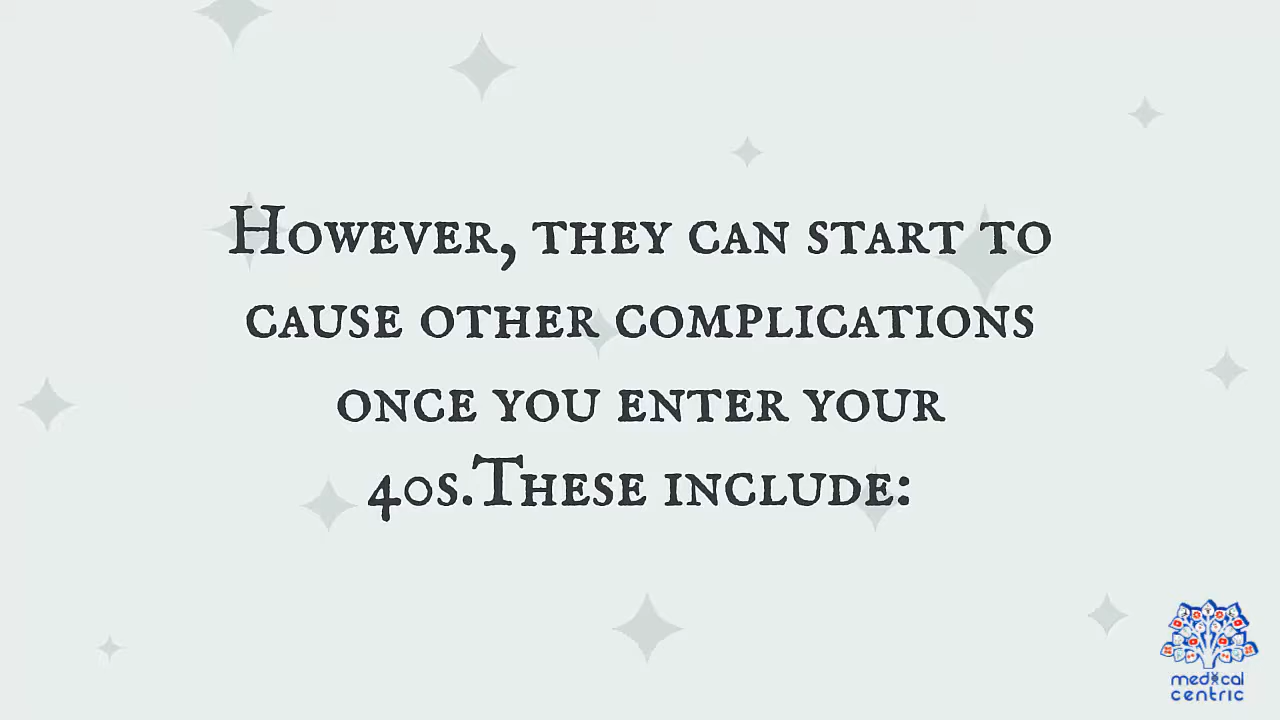 However, they can start to
cause other complications
once you enter your
40s.These include:
medical
centric